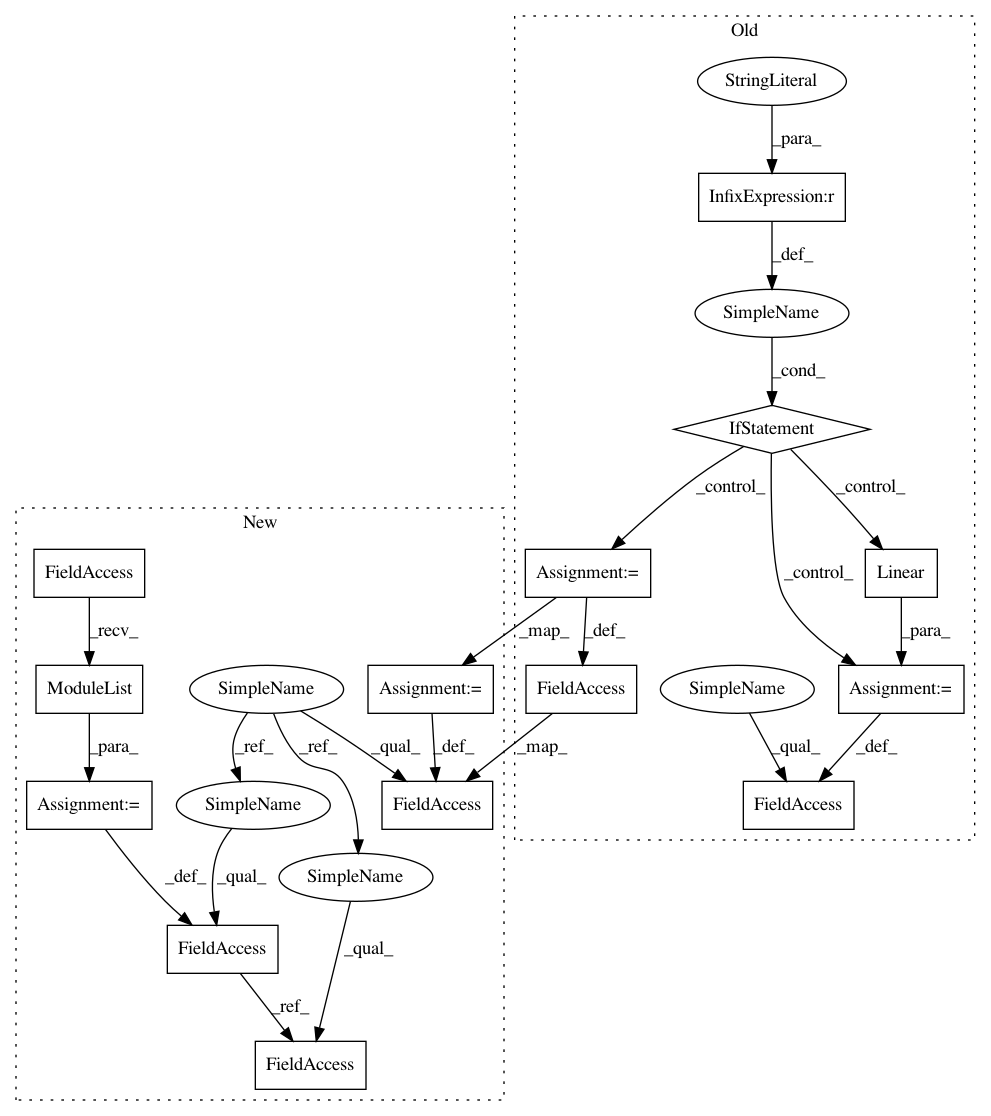 Old
StringLiteral
_para_
InfixExpression:r
_def_
SimpleName
_cond_
IfStatement
_control_
_control_
_control_
New
FieldAccess
Assignment:=
Linear
_recv_
_map_
_def_
_para_
ModuleList
SimpleName
Assignment:=
FieldAccess
SimpleName
Assignment:=
_para_
_ref_
_ref_
_qual_
_def_
_map_
_qual_
_def_
Assignment:=
SimpleName
FieldAccess
FieldAccess
_def_
_qual_
SimpleName
FieldAccess
_qual_
_ref_
FieldAccess